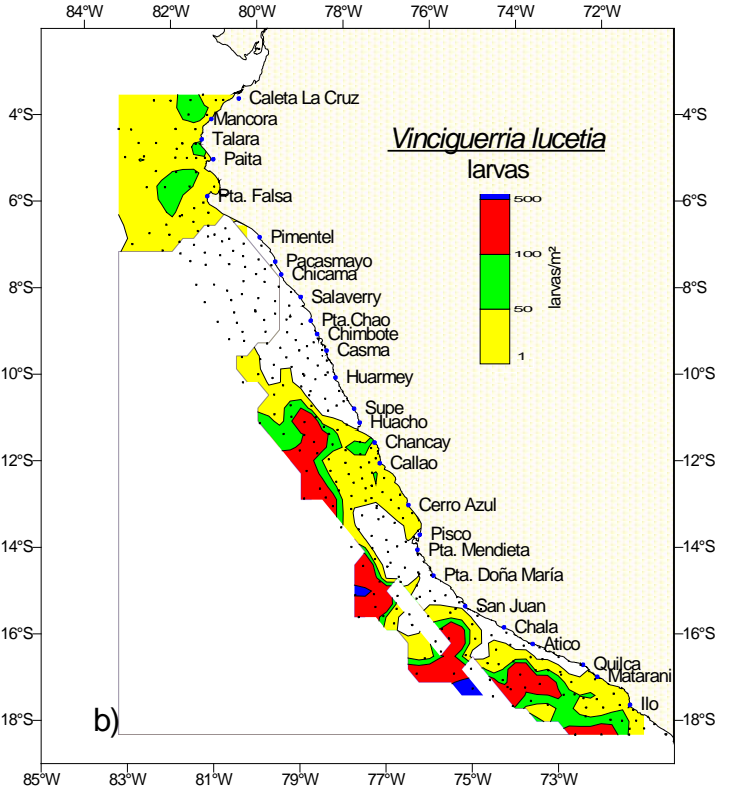 84°W 82°W 80°W 78°W 76°W 74°W 72°W
Caleta La Cruz
4°S 4°S
Mancora
Talara
Vinciguerria lucetia
Paita
larvas
6°S Pta. Falsa 500 6°S
Pimentel
Pacasmayo 100
larvas/m²
Chicama
8°S 8°S
Salaverry
50
Pta.Chao
Chimbote
Casma 1
10°S Huarmey 10°S
Supe
Huacho
Chancay
12°S Callao 12°S
Cerro Azul
Pisco
14°S Pta. Mendieta 14°S
Pta. Doña María
San Juan
Chala
16°S 16°S
Atico
Quilca
Matarani
Ilo
18°S b) 18°S
85°W 83°W 81°W 79°W 77°W 75°W 73°W